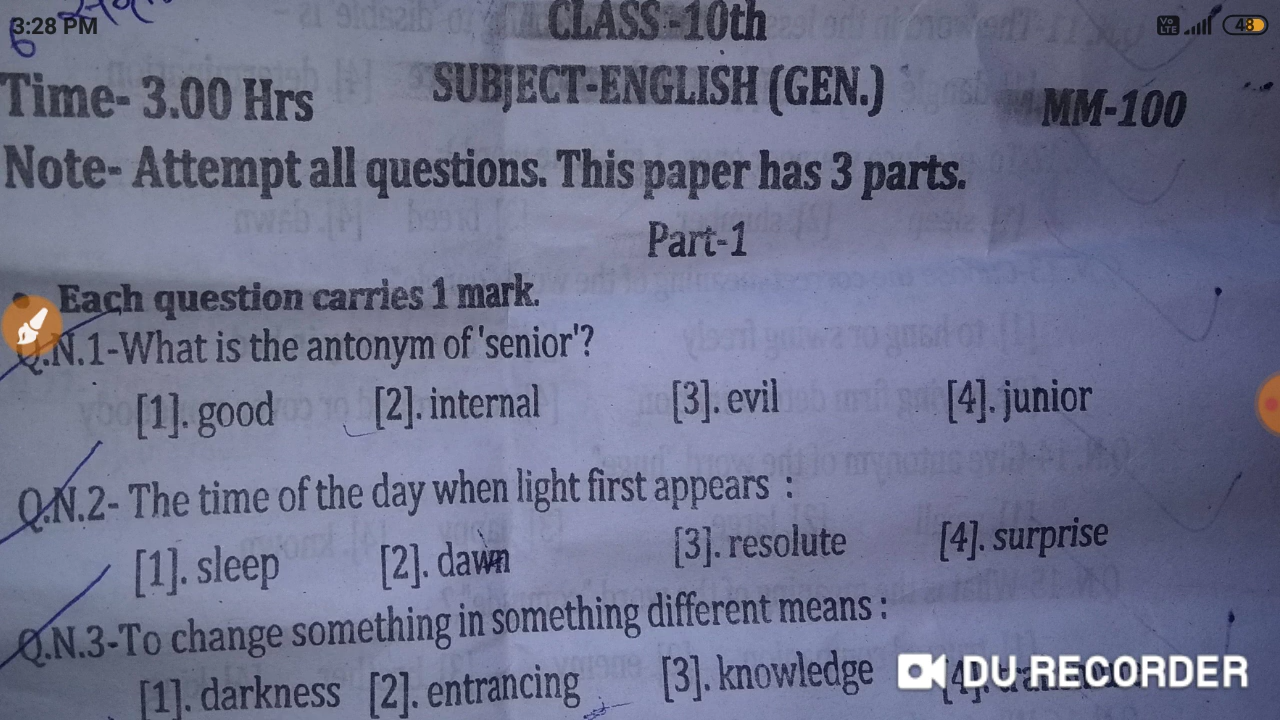 3:28 PM
Vo LTE
48
CLASS-10th
Time- 3.00 Hrs SUBJECT-ENGLISH (GEN.) MM-100
Note- Attempt all questions. This paper has 3 parts.
Part-1
• Each question carries 1 mark.
Q.N.1-What is the antonym of 'senior'?
[1]. good [2]. internal [3]. evil [4]. junior
Q.N.2- The time of the day when light first appears :
[1]. sleep [2]. dawn [3]. resolute [4]. surprise
Q.N.3-To change something in something different means :
[1]. darkness [2]. entrancing [3]. knowledge [4].
DU RECORDER